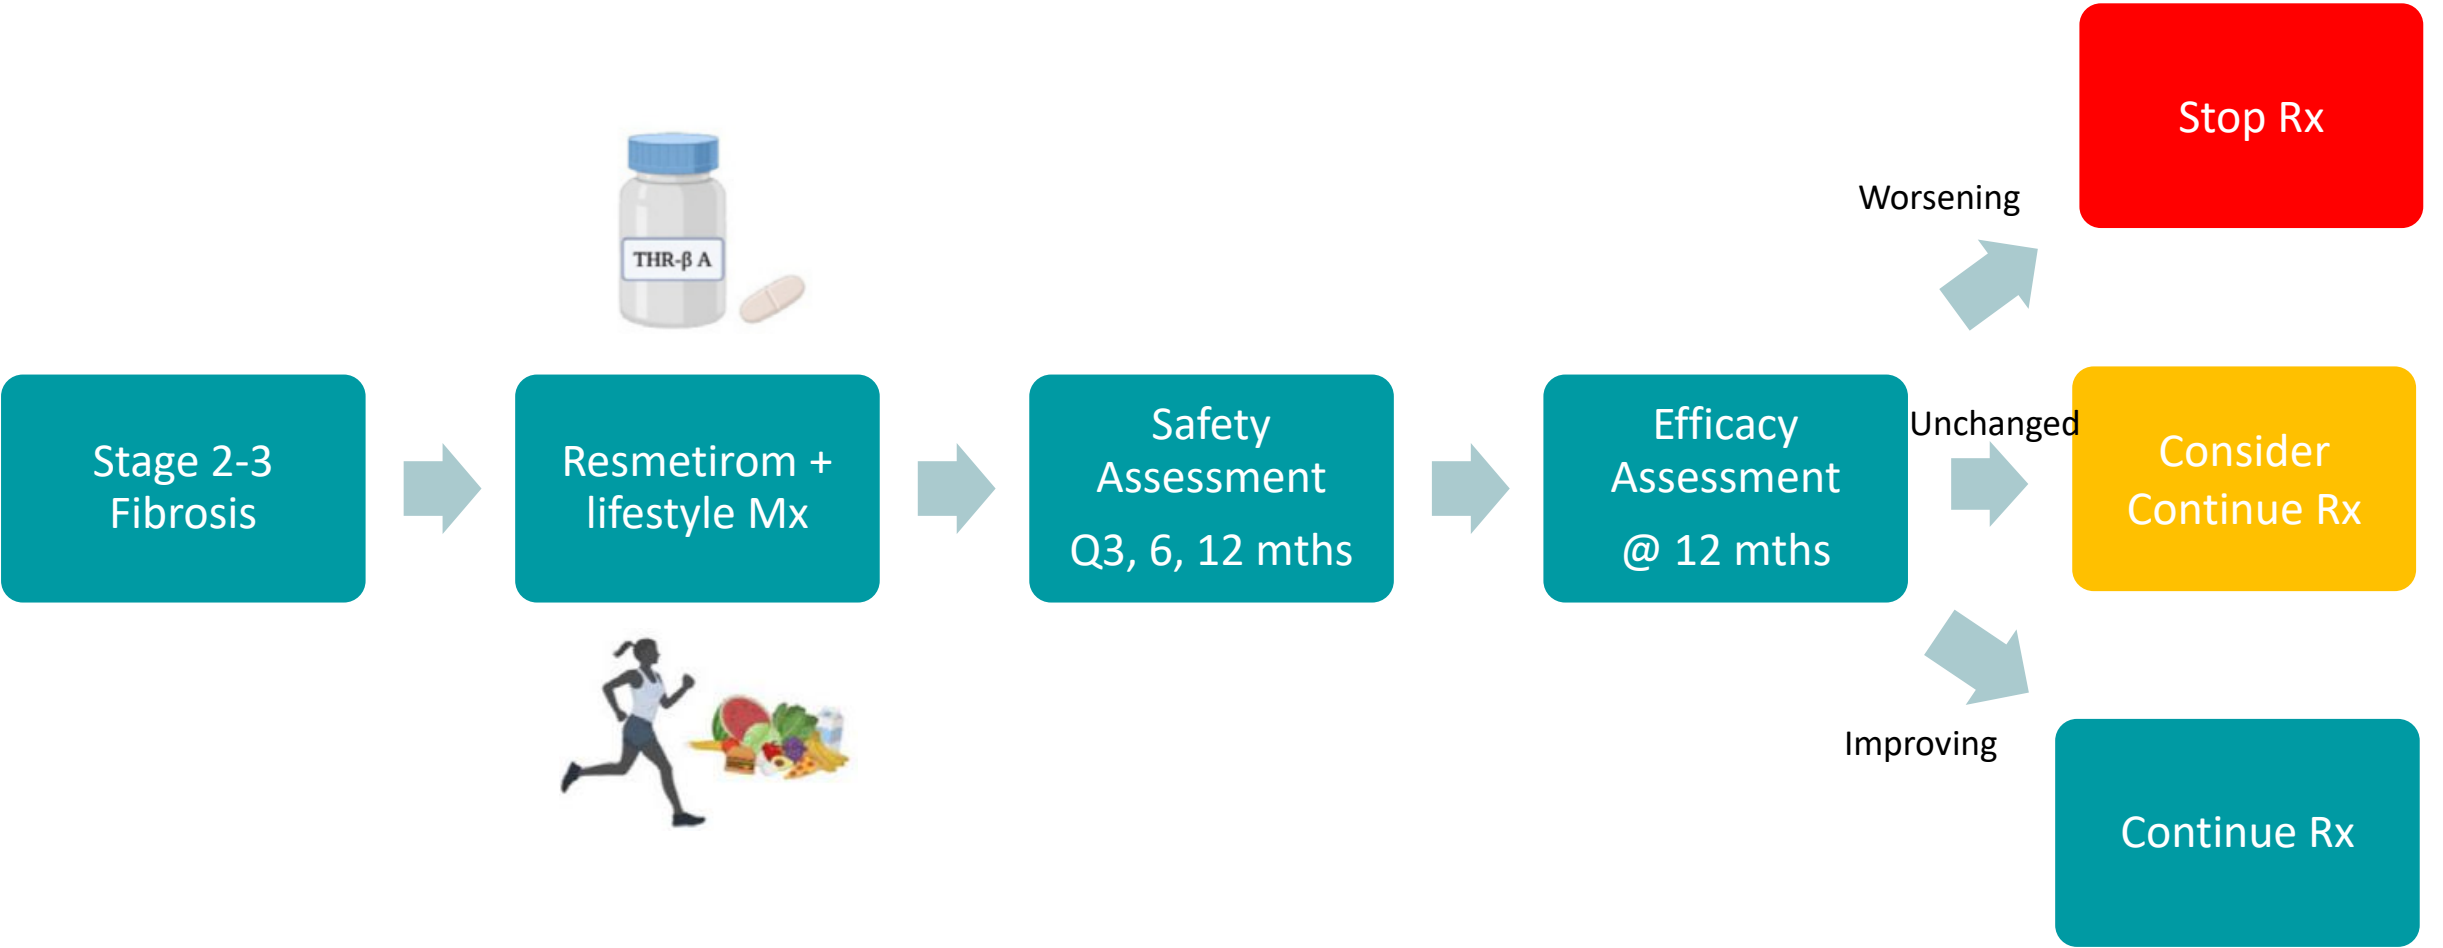 Stage 2-3
Fibrosis
THR-β A
Resmetirom +
lifestyle Mx
Safety
Assessment
Q3, 6, 12 mths
Efficacy
Assessment
@ 12 mths
Worsening
Stop Rx
Unchanged
Consider
Continue Rx
Improving
Continue Rx